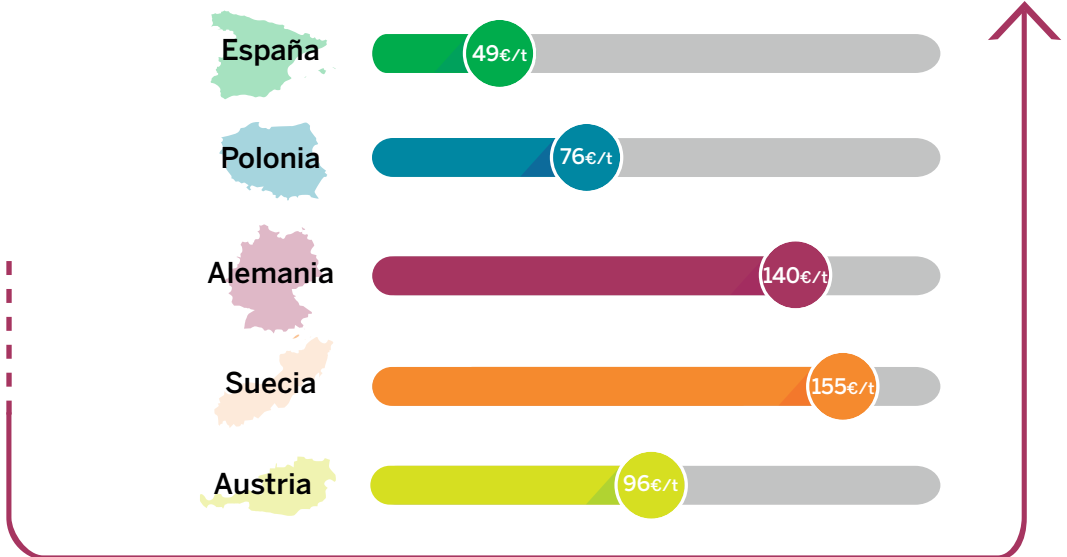 España 49€/t
Polonia 76€/t
Alemania 140€/t
Suecia 155€/t
Austria 96€/t